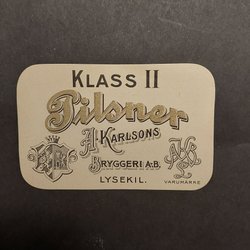 KLASS II
Pilsner
A. KARLSONS
BRYGGERI A.B.
LYSEKIL.
VARUMÄRKE